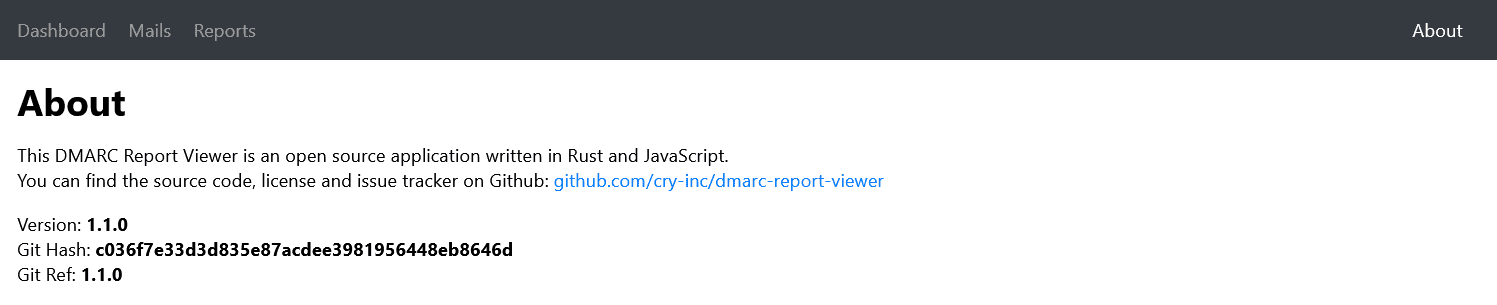 Dashboard Mails Reports About
About
This DMARC Report Viewer is an open source application written in Rust and JavaScript.
You can find the source code, license and issue tracker on Github: github.com/cry-inc/dmarc-report-viewer
Version: 1.1.0
Git Hash: c036f7e33d3d835e87acdee3981956448eb8646d
Git Ref: 1.1.0